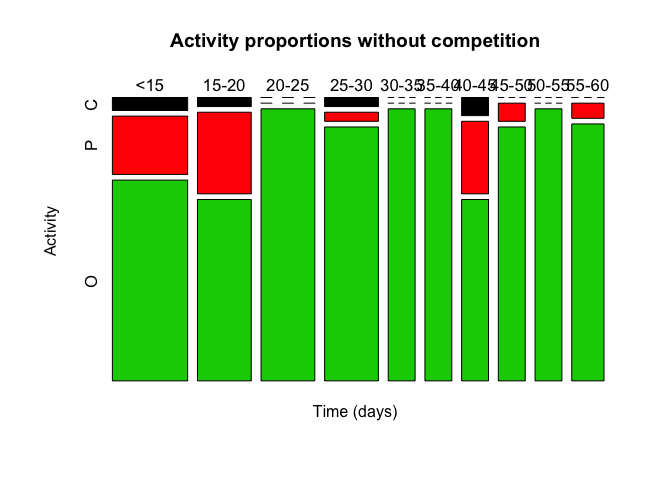 Activity proportions without competition
<15 15-20 20-25 25-30 30-35 35-40 40-45 45-50 50-55 55-60
C
P
O
Activity
Time (days)